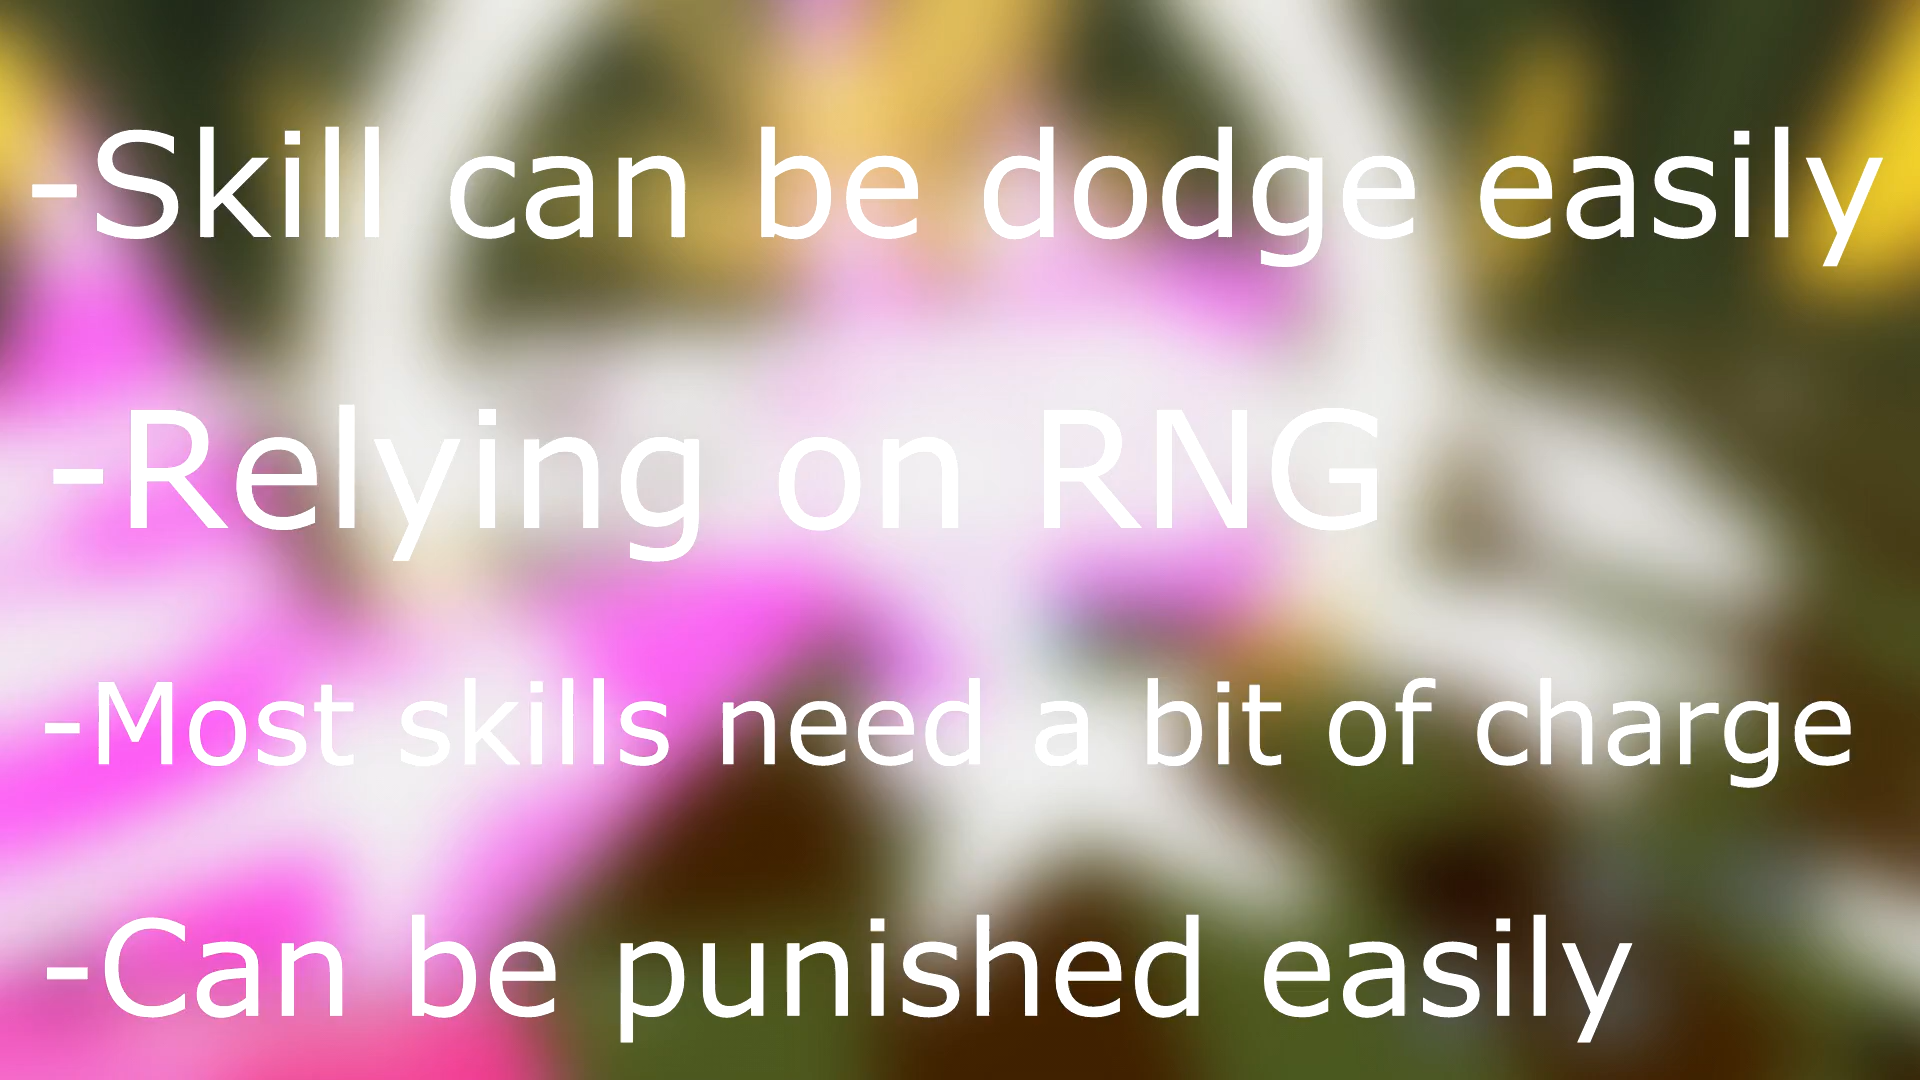 -Skill can be dodge easily
-Relying on RNG
-Most skills need a bit of charge
-Can be punished easily